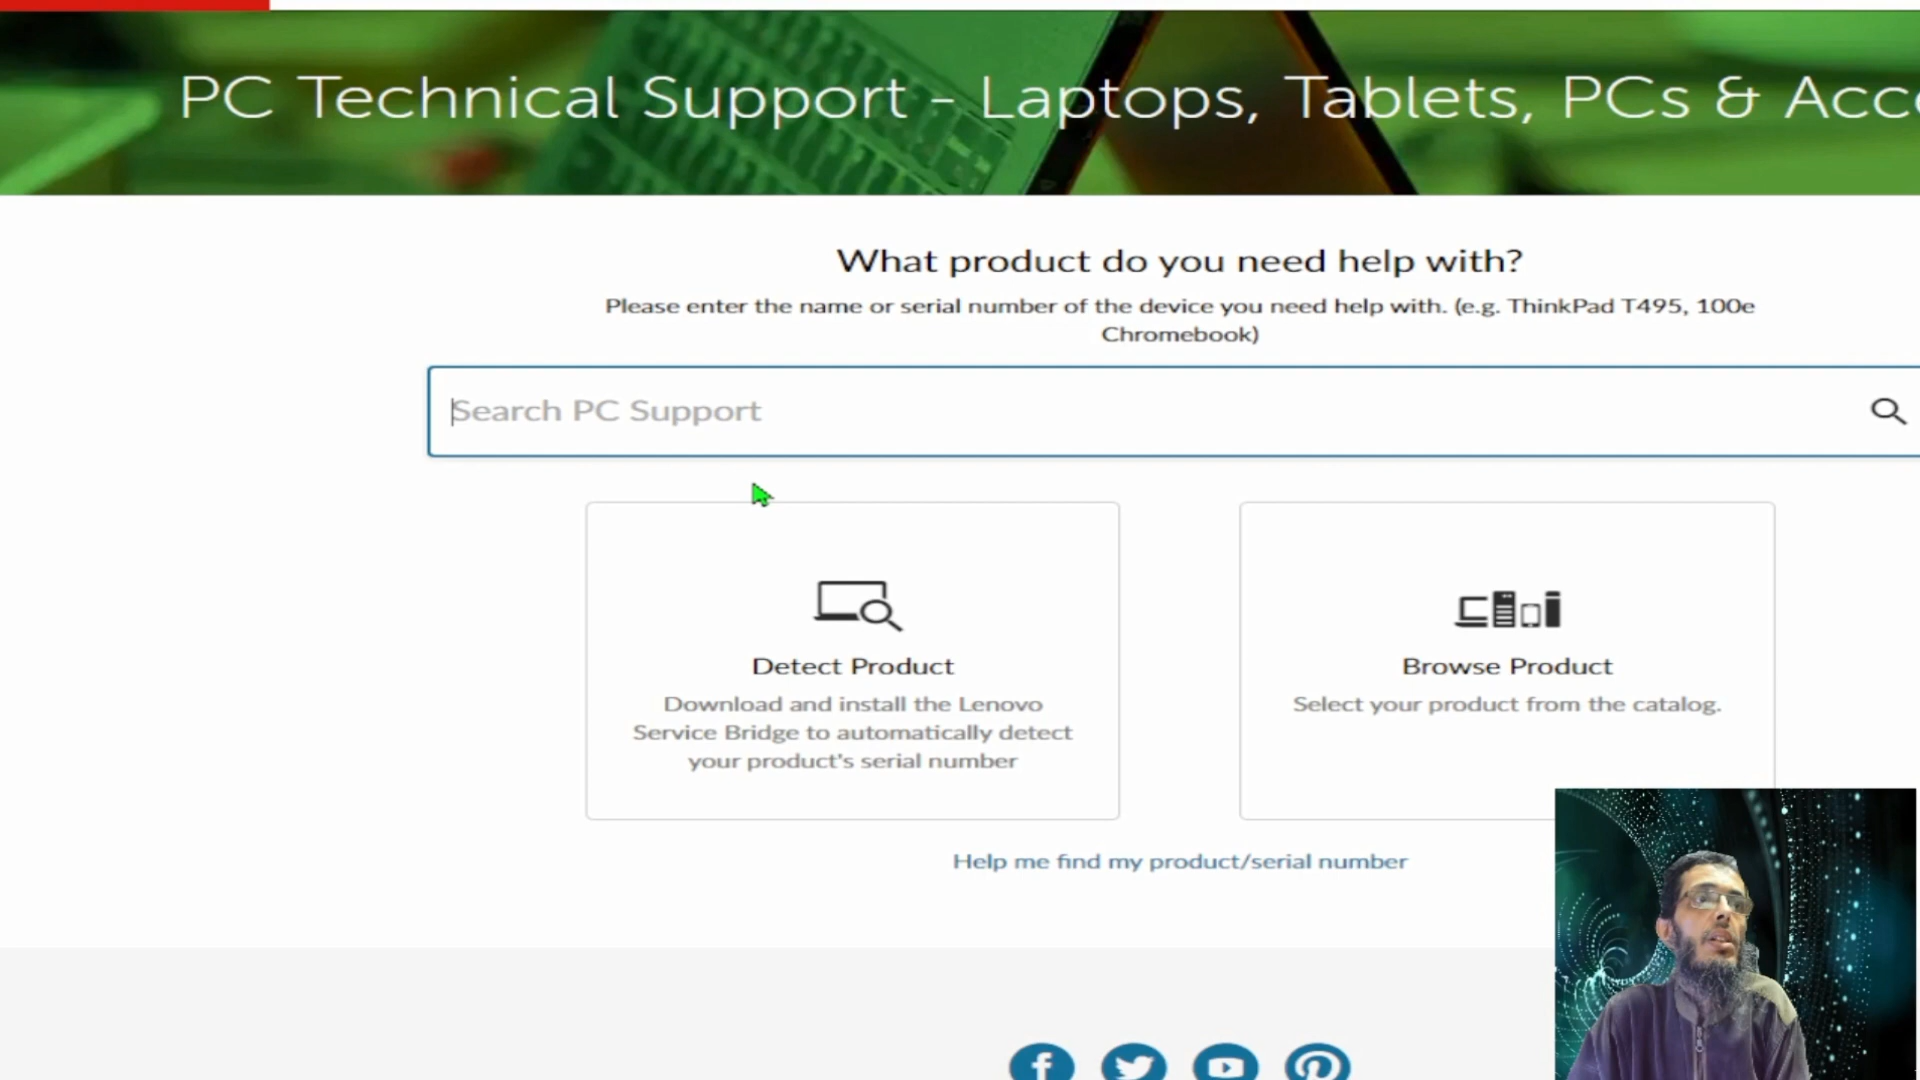 PC Technical Support - Laptops, Tablets, PCs &
What product do you need help with?
Please enter the name or serial number of the device you need help with. (e.g. ThinkPad T495, 100e
Chromebook)
Search PC Support
Detect Product
Download and install the Lenovo
Service Bridge to automatically detect
your product's serial number
Browse Product
Select your product from the catalog.
Help me find my product/serial number